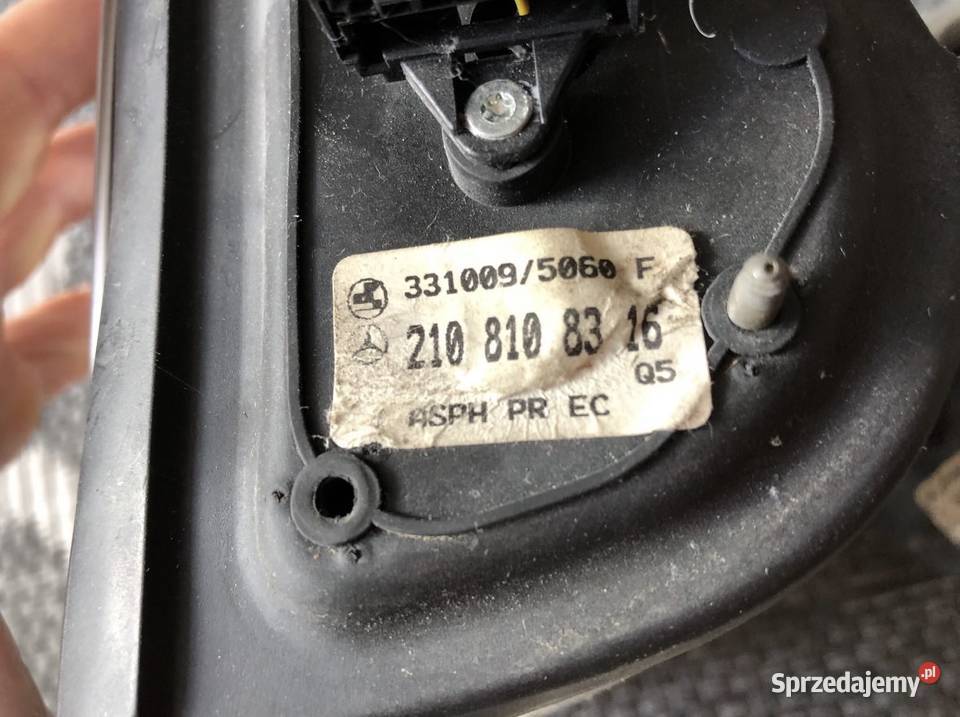 331009/5060 F
210 810 83 16
Q5
ASPH PR EC
Sprzedajemy.pl